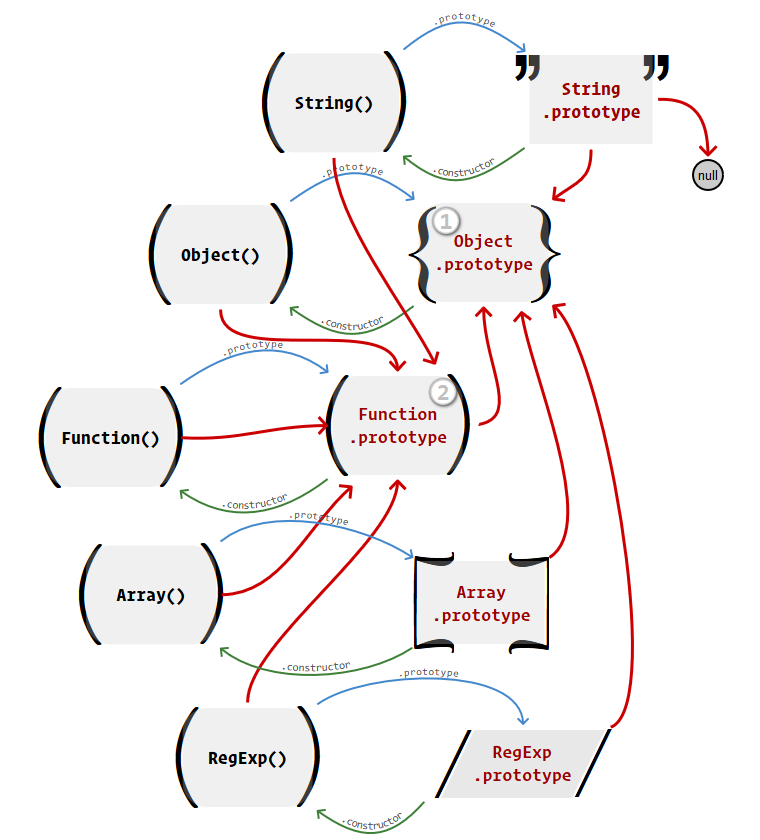 .prototype
❞ ❞
String()
String
.prototype
.constructor
null
.prototype
1
Object()
Object
.prototype
.constructor
.prototype
2
Function()
Function
.prototype
.constructor
.prototype
Array()
Array
.prototype
.constructor
.prototype
RegExp()
RegExp
.prototype
.constructor